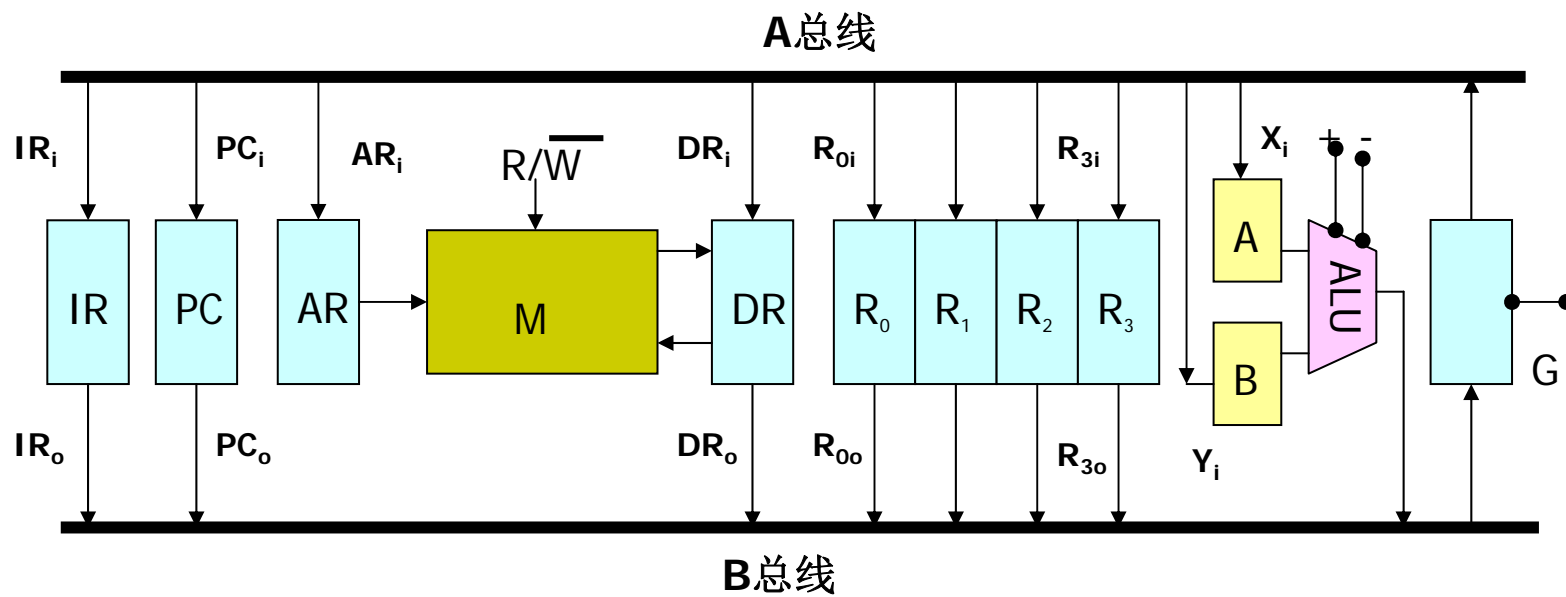 A总线
IRᵢ
PCᵢ
ARᵢ
R/W̅
DRᵢ
R₀ᵢ
R₃ᵢ
Xᵢ
+ -
IR
PC
AR
M
DR
R₀
R₁
R₂
R₃
A
B
ALU
G
IRₒ
PCₒ
DRₒ
R₀ₒ
R₃ₒ
Yᵢ
B总线